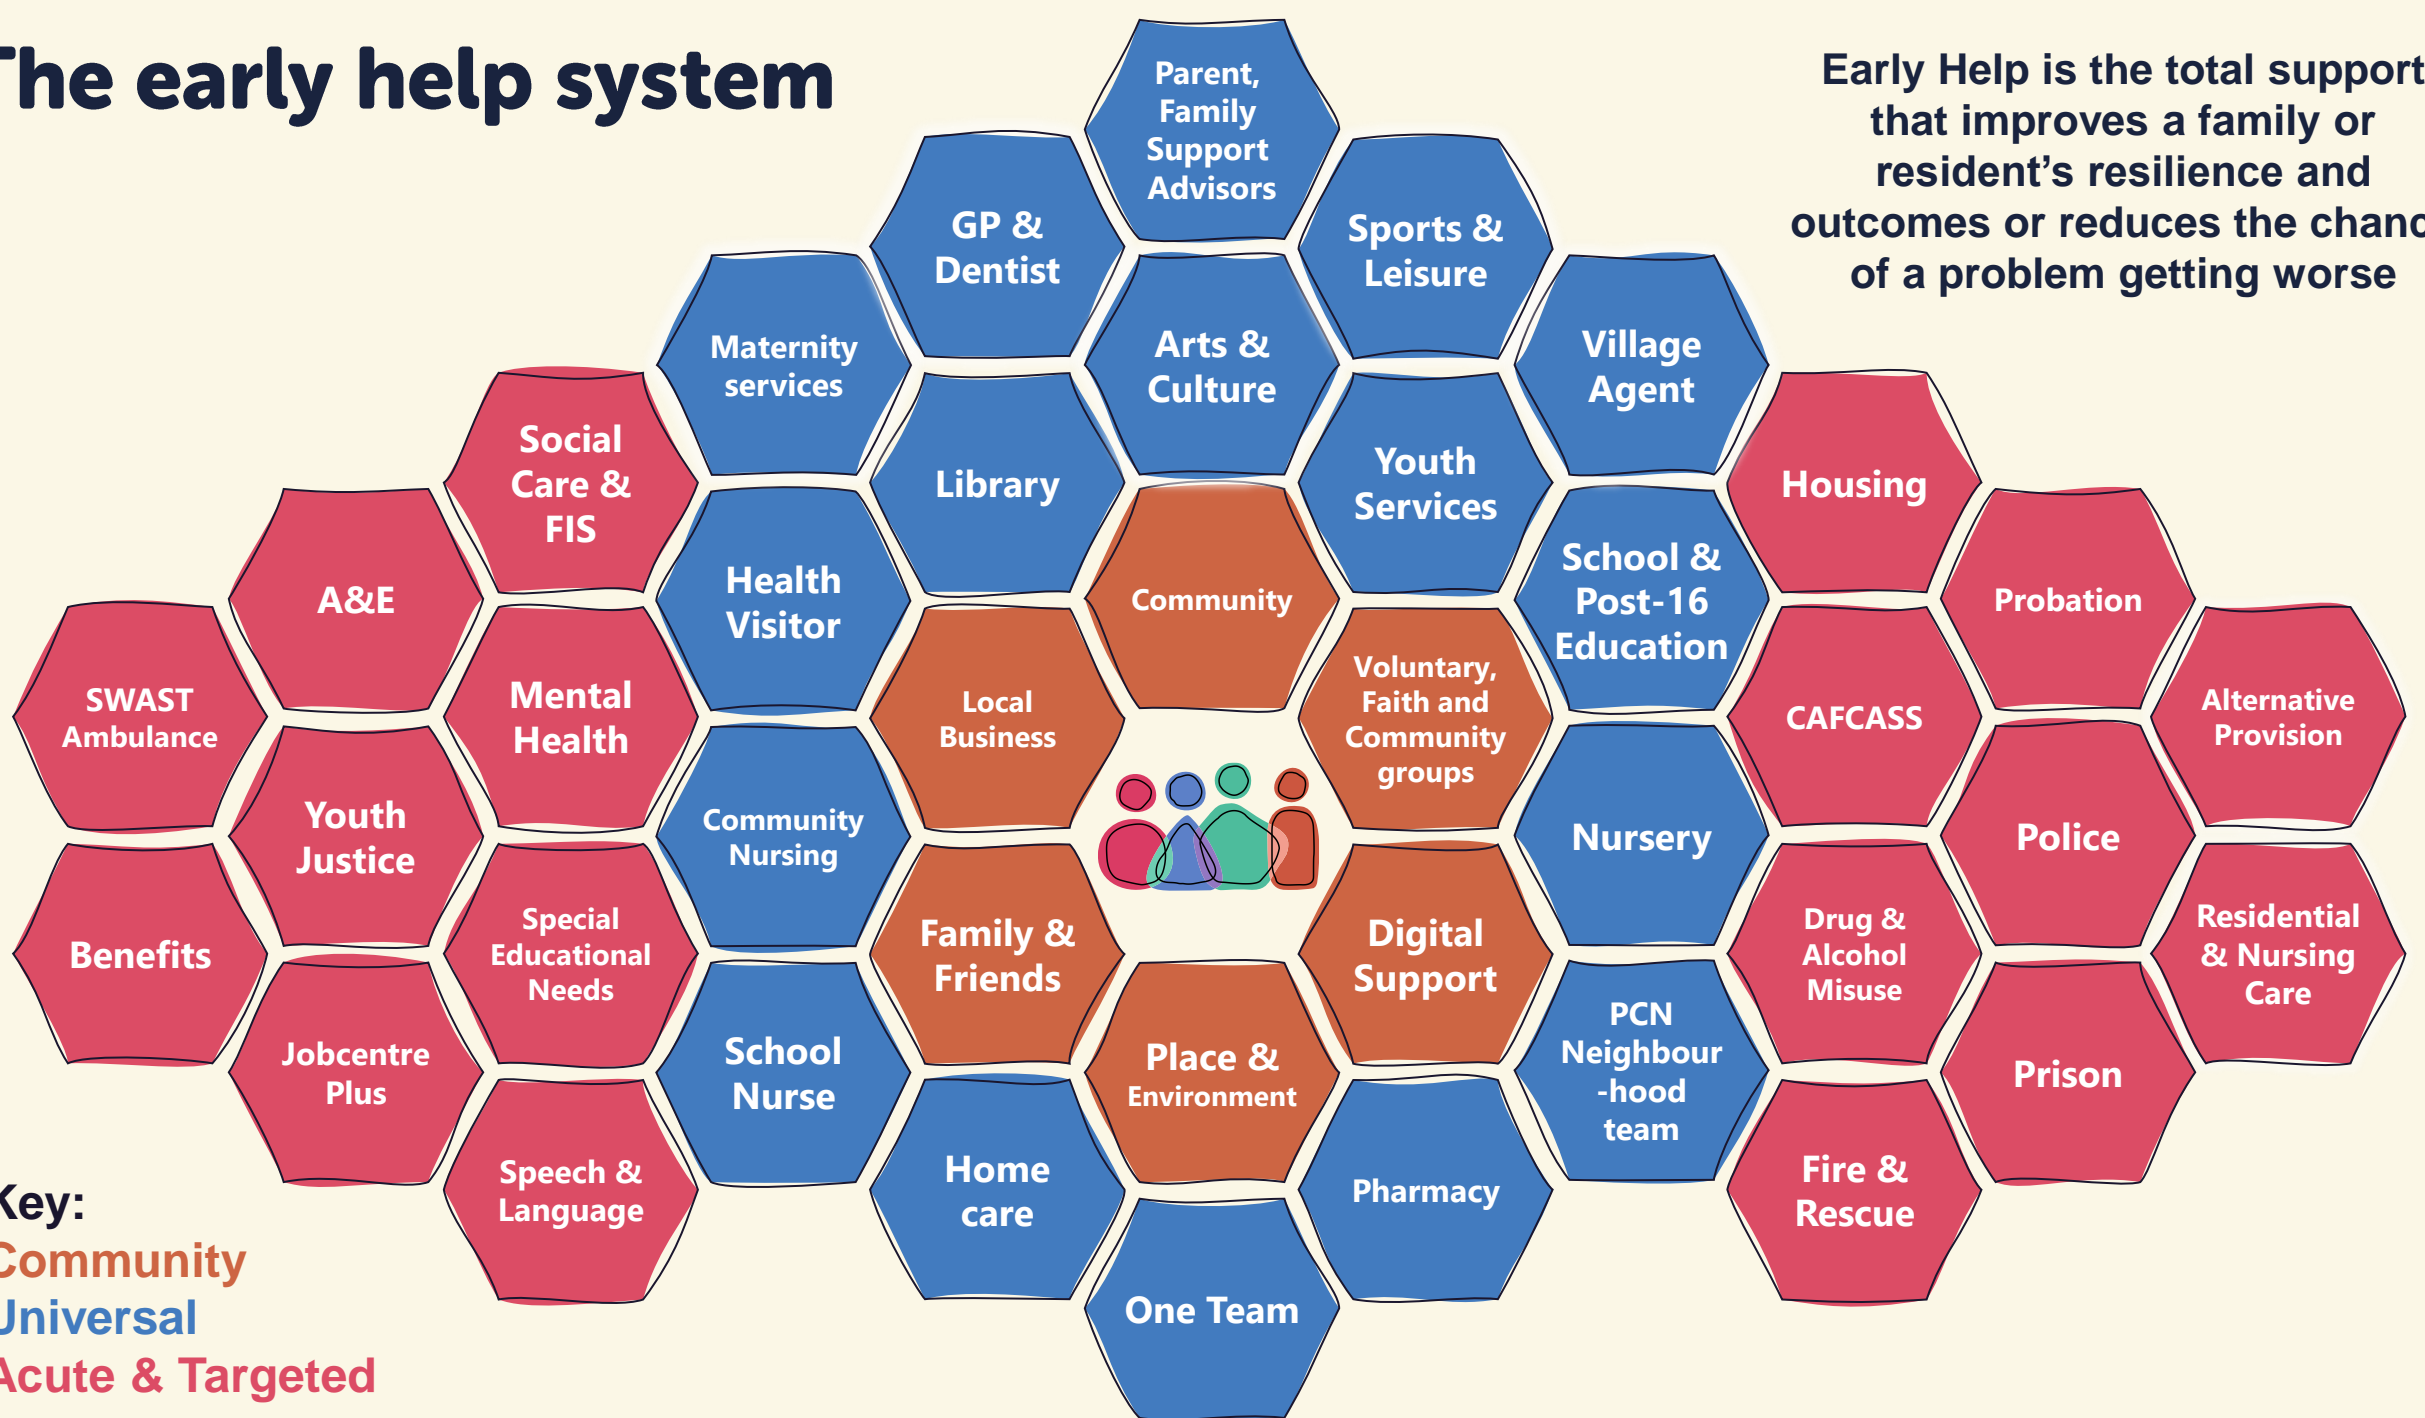 The early help system
Early Help is the total support
that improves a family or
resident’s resilience and
outcomes or reduces the chanc
of a problem getting worse
Parent,
Family
Support
Advisors
GP &
Dentist
Sports &
Leisure
Maternity
services
Arts &
Culture
Village
Agent
Social
Care &
FIS
Library
Youth
Services
Housing
A&E
Health
Visitor
Community
School &
Post-16
Education
Probation
SWAST
Ambulance
Mental
Health
Local
Business
Voluntary,
Faith and
Community
groups
CAFCASS
Alternative
Provision
Youth
Justice
Community
Nursing
Nursery
Police
Benefits
Special
Educational
Needs
Family &
Friends
Digital
Support
Drug &
Alcohol
Misuse
Residential
& Nursing
Care
Jobcentre
Plus
School
Nurse
Place &
Environment
PCN
Neighbour
-hood
team
Prison
Speech &
Language
Home
care
Pharmacy
Fire &
Rescue
One Team
Key:
Community
Universal
Acute & Targeted